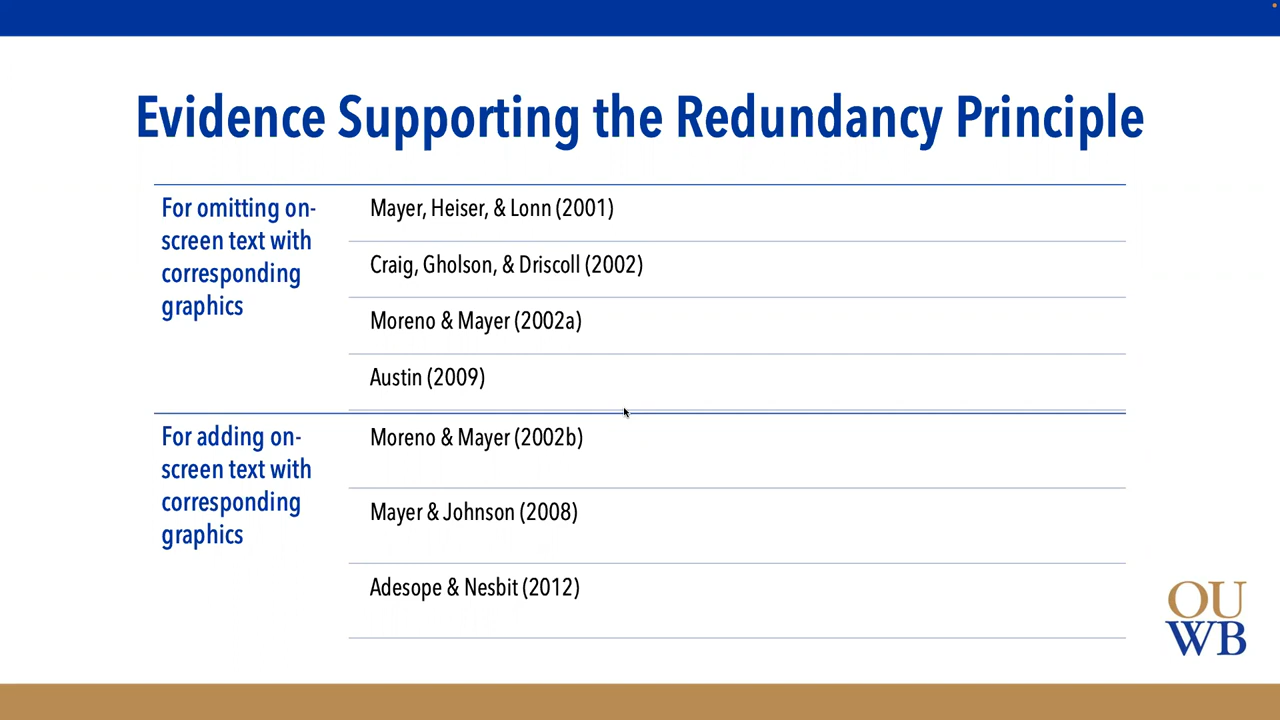 Evidence Supporting the Redundancy Principle
For omitting on-
screen text with
corresponding
graphics
Mayer, Heiser, & Lonn (2001)
Craig, Gholson, & Driscoll (2002)
Moreno & Mayer (2002a)
Austin (2009)
For adding on-
screen text with
corresponding
graphics
Moreno & Mayer (2002b)
Mayer & Johnson (2008)
Adesope & Nesbit (2012)
OU
WB